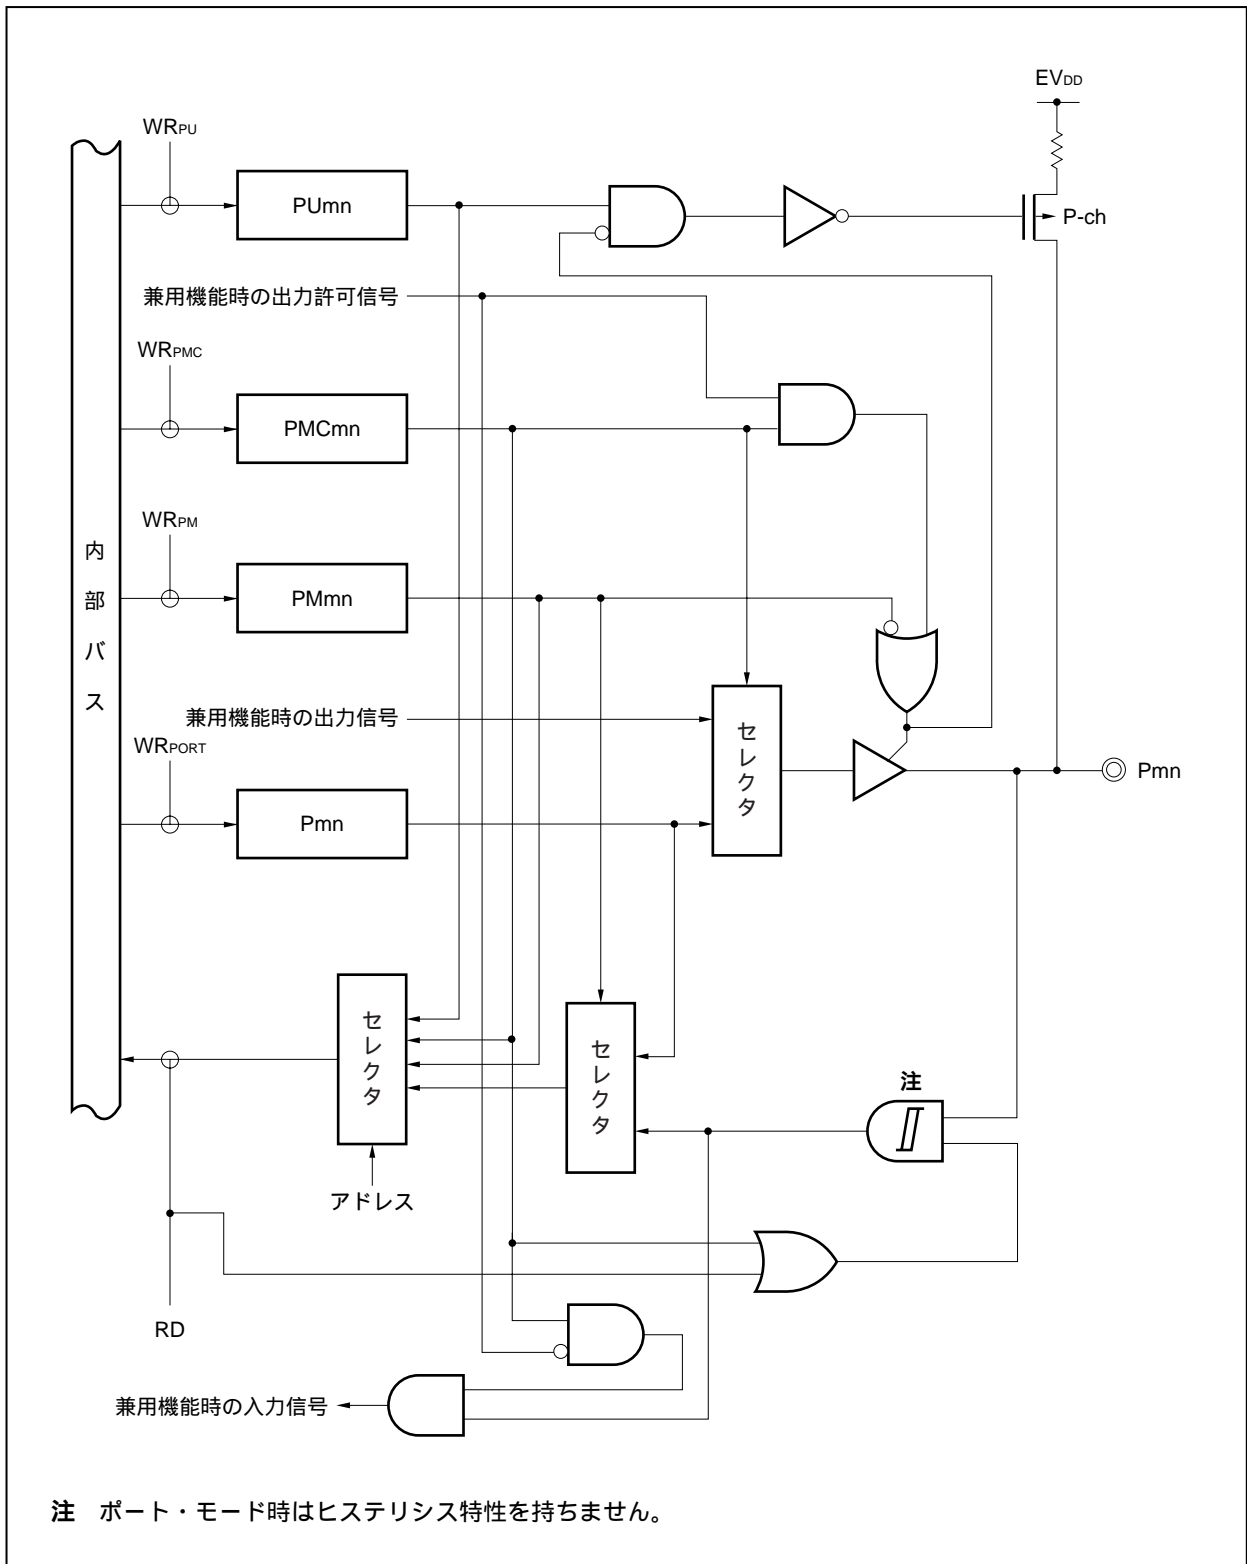 EVDD
WRPU
PUmn
P-ch
兼用機能時の出力許可信号
WRPMC
PMCmn
WRPM
内部バス
PMmn
兼用機能時の出力信号
セレクタ
WRPORT
Pmn
Pmn
セレクタ
セレクタ
注
アドレス
RD
兼用機能時の入力信号
注 ポート・モード時はヒステリシス特性を持ちません。